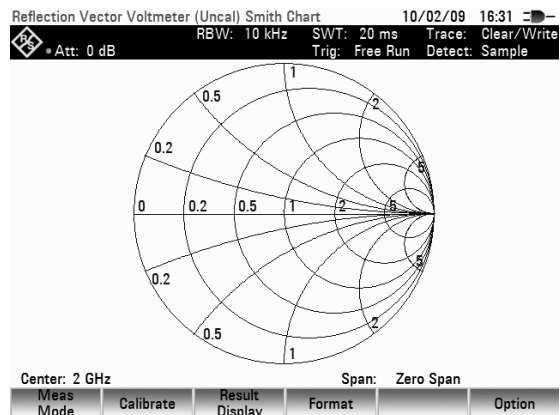 Reflection Vector Voltmeter (Uncal) Smith Chart 10/02/09 16:31
RBW: 10 kHz SWT: 20 ms Trace: Clear/Write
Att: 0 dB Trig: Free Run Detect: Sample
1
0.5 2
0.2 5
0 0.2 0.5 1 2 5
0.2 5
0.5 2
1
Center: 2 GHz Span: Zero Span
Meas Mode Calibrate Result Display Format Option